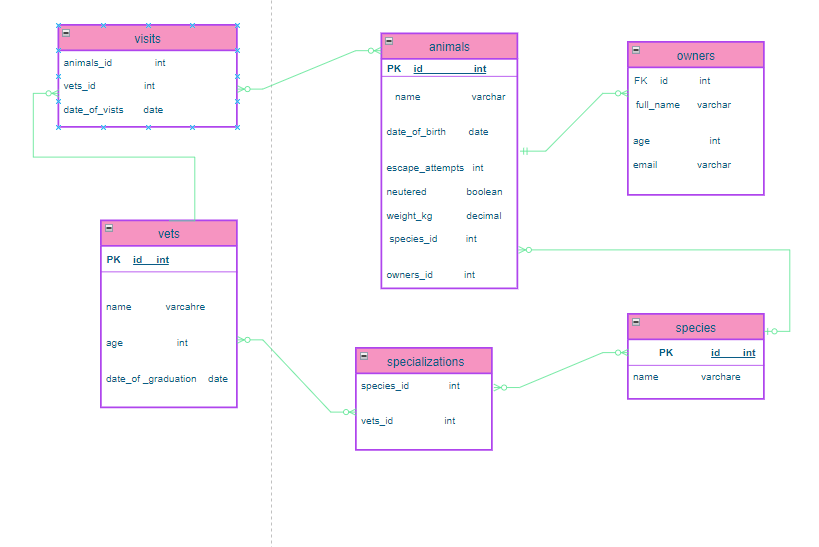 visits
animals_id int
vets_id int
date_of_vists date
animals
PK id int
name varchar
date_of_birth date
escape_attempts int
neutered boolean
weight_kg decimal
species_id int
owners_id int
owners
FK id int
full_name varchar
age int
email varchar
vets
PK id int
name varcahre
age int
date_of _graduation date
specializations
species_id int
vets_id int
species
PK id int
name varchare